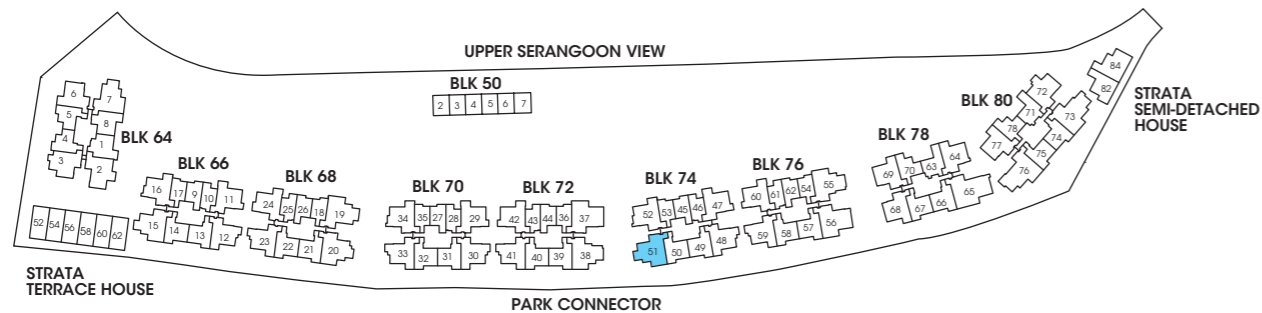 UPPER SERANGOON VIEW
BLK 50
2 3 4 5 6 7
BLK 64
6 7
5 8
4 1
3 2
BLK 66
16 17 9 10 11
15 14 13 12
BLK 68
24 25 26 18 19
23 22 21 20
BLK 70
34 35 27 28 29
33 32 31 30
BLK 72
42 43 44 36 37
41 40 39 38
BLK 74
52 53 45 46 47
51 50 49 48
BLK 76
60 61 62 54 55
59 58 57 56
BLK 78
69 70 63 64
68 67 66 65
BLK 80
72
71 73
78 74
77 75
76
84
82
STRATA
SEMI-DETACHED
HOUSE
52 54 56 58 60 62
STRATA
TERRACE HOUSE
PARK CONNECTOR